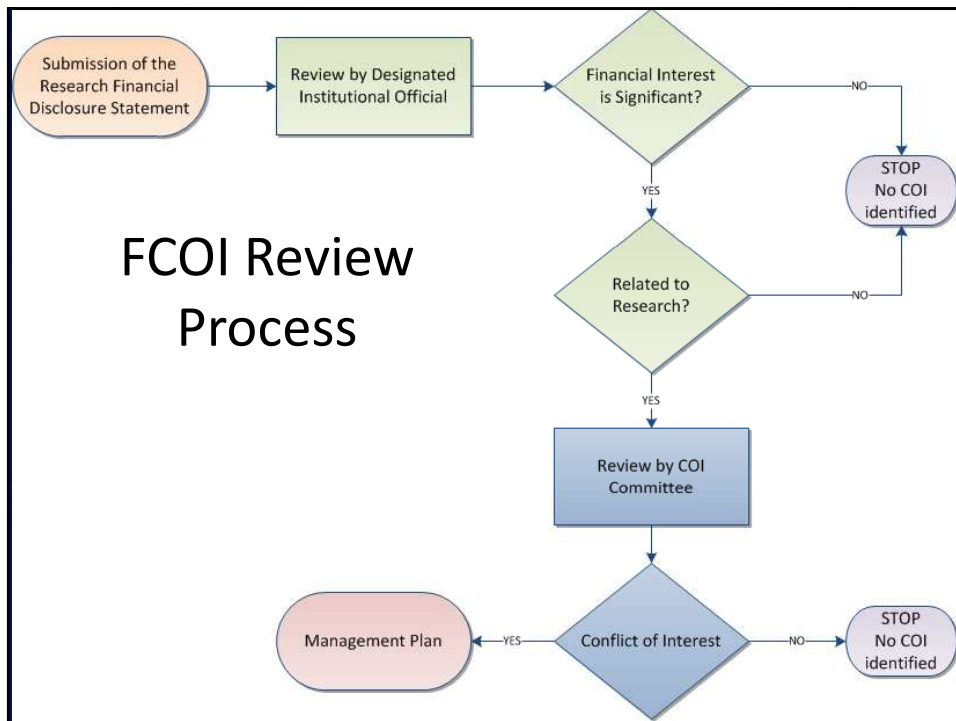 Submission of the
Research Financial
Disclosure Statement
Review by Designated
Institutional Official
Financial Interest
is Significant?
NO
STOP
No COI
identified
YES
FCOI Review
Process
Related to
Research?
NO
YES
Review by COI
Committee
Management Plan
YES
Conflict of Interest
NO
STOP
No COI
identified